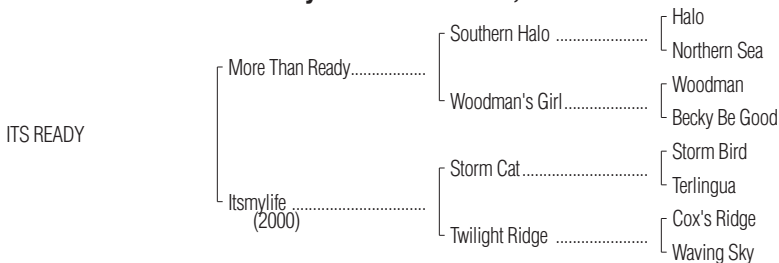 Halo
Southern Halo ......................
Northern Sea
More Than Ready..................
Woodman
Woodman's Girl....................
Becky Be Good
ITS READY
Storm Bird
Storm Cat..............................
Terlingua
Itsmylife ................................
(2000)
Cox's Ridge
Twilight Ridge ......................
Waving Sky